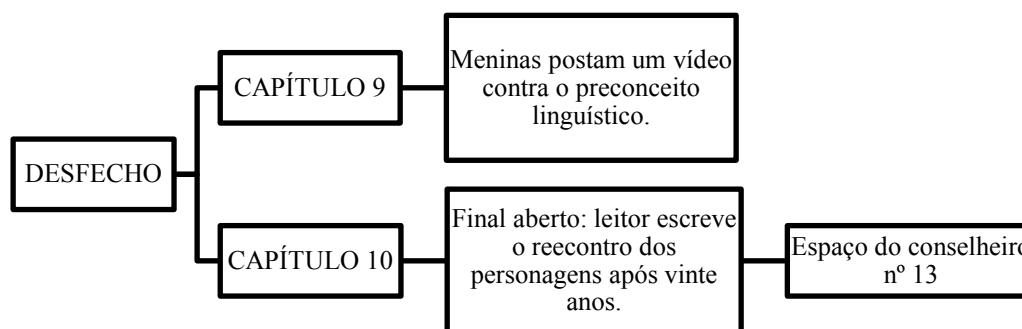 DESFECHO
CAPÍTULO 9
Meninas postam um vídeo
contra o preconceito
linguístico.
CAPÍTULO 10
Final aberto: leitor escreve
o reecontro dos
personagens após vinte
anos.
Espaço do conselheiro
nº 13